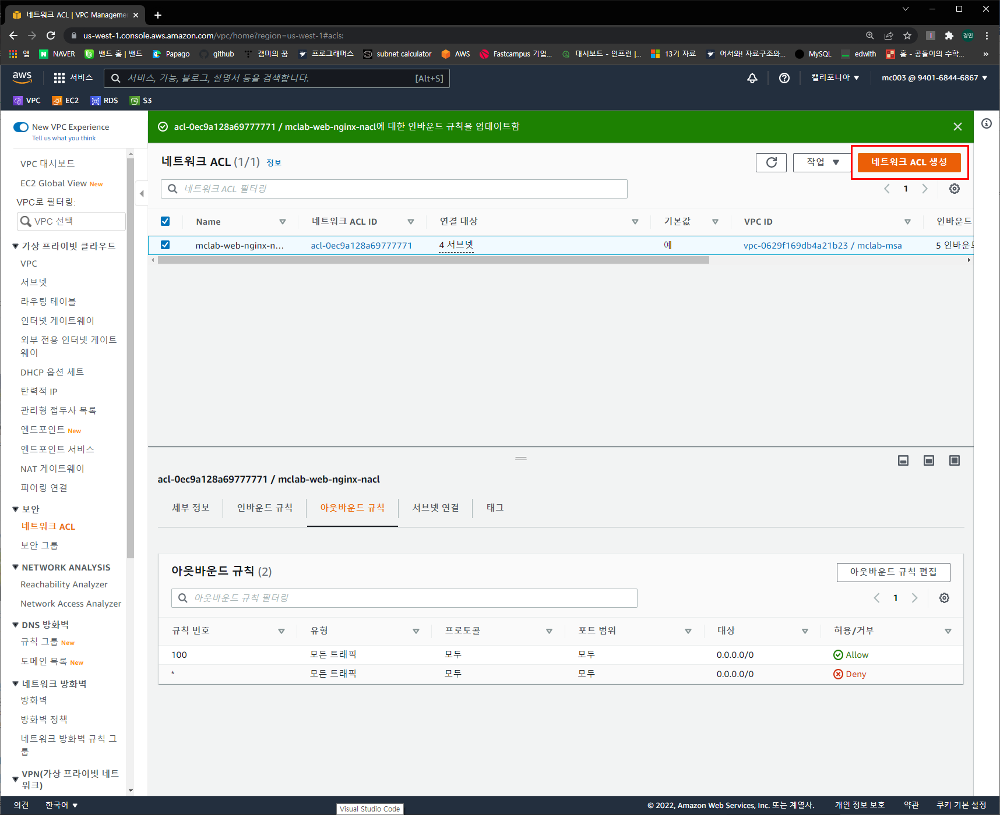 네트워크 ACL | VPC Manageme
us-west-1.console.aws.amazon.com/vpc/home?region=us-west-1#acls:
경민
앱 NAVER 밴드 홈 | 밴드 Papago github 캠미의 꿈 프로그래머스 subnet calculator AWS Fastcampus 기업... 대시보드 - 인프런 |... 13기 자료 어서와! 자료구조와... MySQL edwith 홈 - 공돌이의 수학... »
aws 서비스 서비스, 기능, 블로그, 설명서 등을 검색합니다. [Alt+S] 캘리포니아 ▼ mc003 @ 9401-6844-6867 ▼
VPC EC2 RDS S3
New VPC Experience
Tell us what you think
VPC 대시보드
EC2 Global View New
VPC로 필터링:
VPC 선택
가상 프라이빗 클라우드
VPC
서브넷
라우팅 테이블
인터넷 게이트웨이
외부 전용 인터넷 게이트
웨이
DHCP 옵션 세트
탄력적 IP
관리형 접두사 목록
엔드포인트 New
엔드포인트 서비스
NAT 게이트웨이
피어링 연결
보안
네트워크 ACL
보안 그룹
NETWORK ANALYSIS
Reachability Analyzer
Network Access Analyzer
DNS 방화벽
규칙 그룹 New
도메인 목록 New
네트워크 방화벽
방화벽
방화벽 정책
네트워크 방화벽 규칙 그
룹
VPN(가상 프라이빗 네트
워크)
acl-0ec9a128a69777771 / mclab-web-nginx-nacl에 대한 인바운드 규칙을 업데이트함
네트워크 ACL (1/1) 정보
작업 ▼ 네트워크 ACL 생성
네트워크 ACL 필터링
1
Name 네트워크 ACL ID 연결 대상 기본값 VPC ID 인바운드
mclab-web-nginx-n... acl-0ec9a128a69777771 4 서브넷 예 vpc-0629f169db4a21b23 / mclab-msa 5 인바운드
acl-0ec9a128a69777771 / mclab-web-nginx-nacl
세부 정보 인바운드 규칙 아웃바운드 규칙 서브넷 연결 태그
아웃바운드 규칙 (2)
아웃바운드 규칙 편집
아웃바운드 규칙 필터링
1
규칙 번호 유형 프로토콜 포트 범위 대상 허용/거부
100 모든 트래픽 모두 모두 0.0.0.0/0 Allow
* 모든 트래픽 모두 모두 0.0.0.0/0 Deny
의견 한국어 ▼ Visual Studio Code © 2022, Amazon Web Services, Inc. 또는 계열사. 개인 정보 보호 약관 쿠키 기본 설정